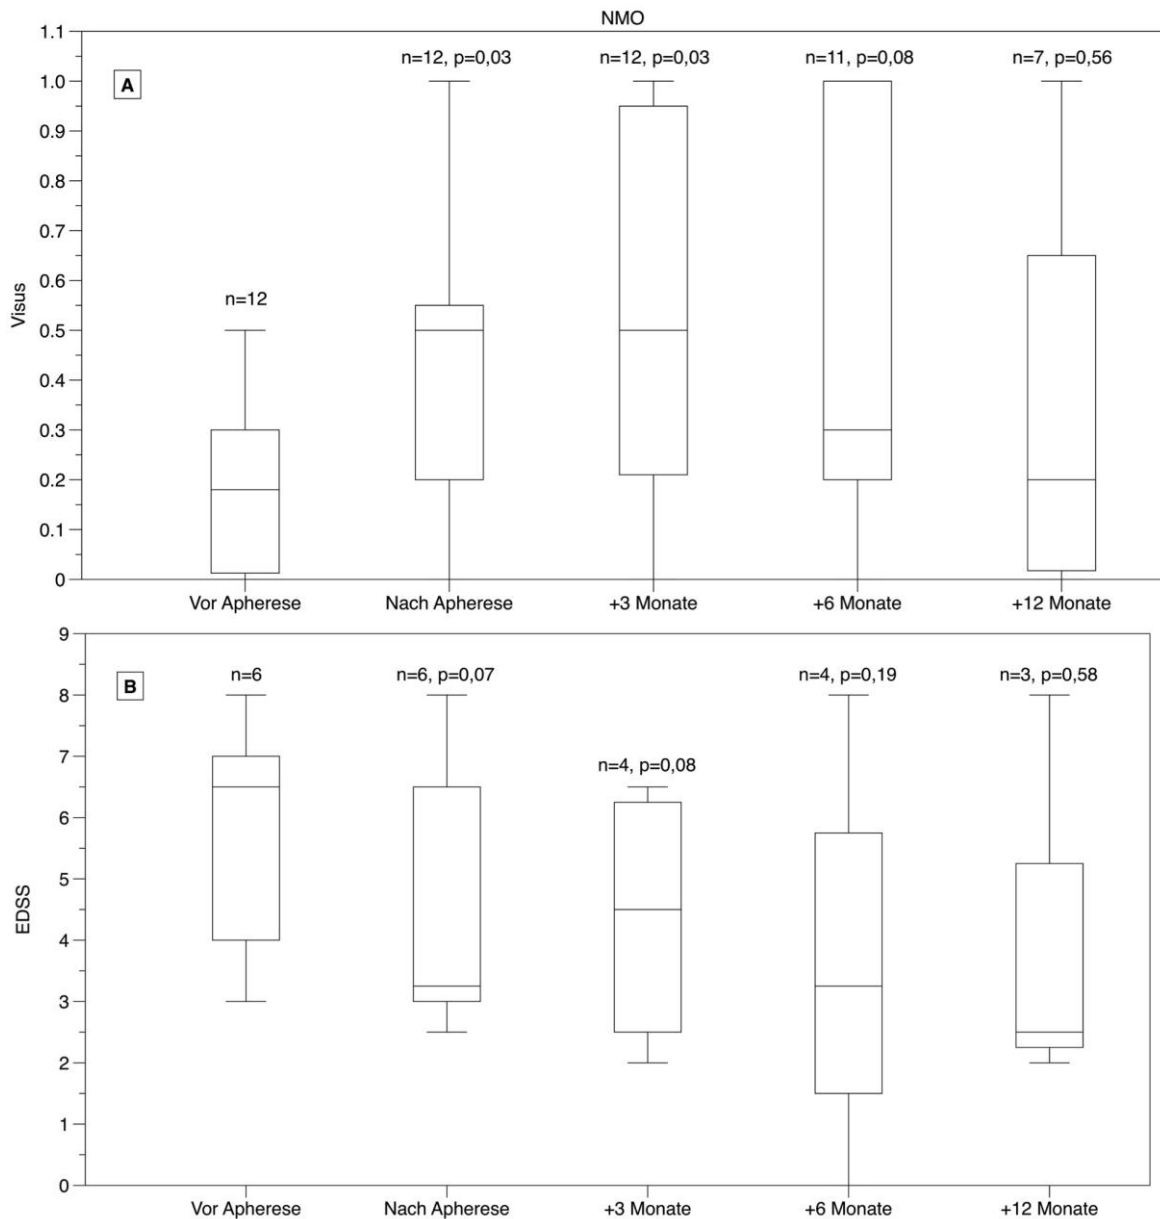 NMO
A
n=12
n=12, p=0,03
n=12, p=0,03
n=11, p=0,08
n=7, p=0,56
Visus
1.1
1.0
0.9
0.8
0.7
0.6
0.5
0.4
0.3
0.2
0.1
0
Vor Apherese
Nach Apherese
+3 Monate
+6 Monate
+12 Monate
B
n=6
n=6, p=0,07
n=4, p=0,08
n=4, p=0,19
n=3, p=0,58
EDSS
9
8
7
6
5
4
3
2
1
0
Vor Apherese
Nach Apherese
+3 Monate
+6 Monate
+12 Monate